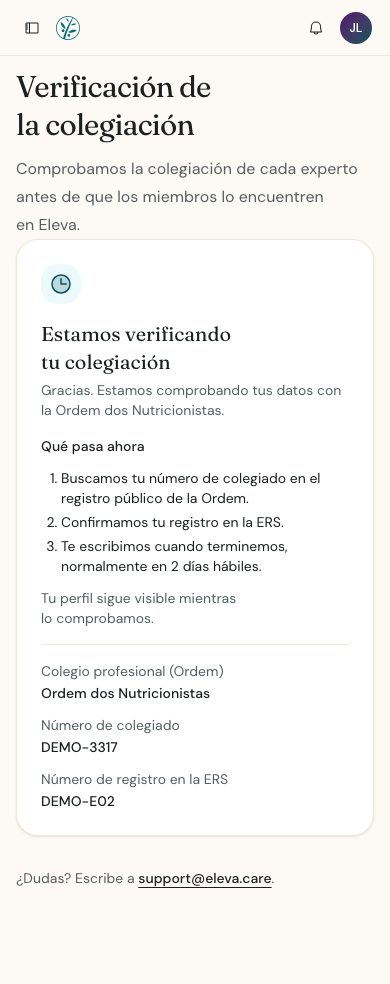 JL
Verificación de
la colegiación
Comprobamos la colegiación de cada experto
antes de que los miembros lo encuentren
en Eleva.
Estamos verificando
tu colegiación
Gracias. Estamos comprobando tus datos con
la Ordem dos Nutricionistas.
Qué pasa ahora
1. Buscamos tu número de colegiado en el
registro público de la Ordem.
2. Confirmamos tu registro en la ERS.
3. Te escribimos cuando terminemos,
normalmente en 2 días hábiles.
Tu perfil sigue visible mientras
lo comprobamos.
Colegio profesional (Ordem)
Ordem dos Nutricionistas
Número de colegiado
DEMO-3317
Número de registro en la ERS
DEMO-E02
¿Dudas? Escribe a support@eleva.care.